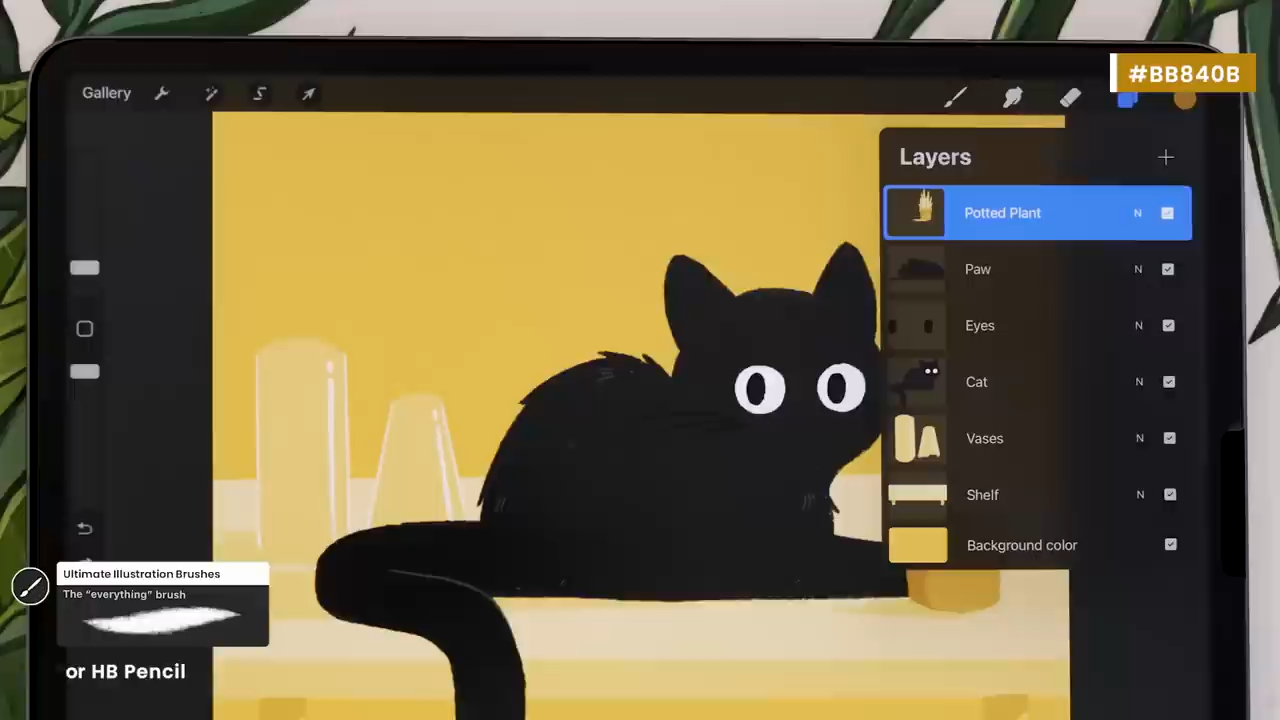 #BB840B
Gallery
Layers
Potted Plant N
Paw N
Eyes N
Cat N
Vases N
Shelf N
Background color
Ultimate Illustration Brushes
The “everything” brush
or HB Pencil